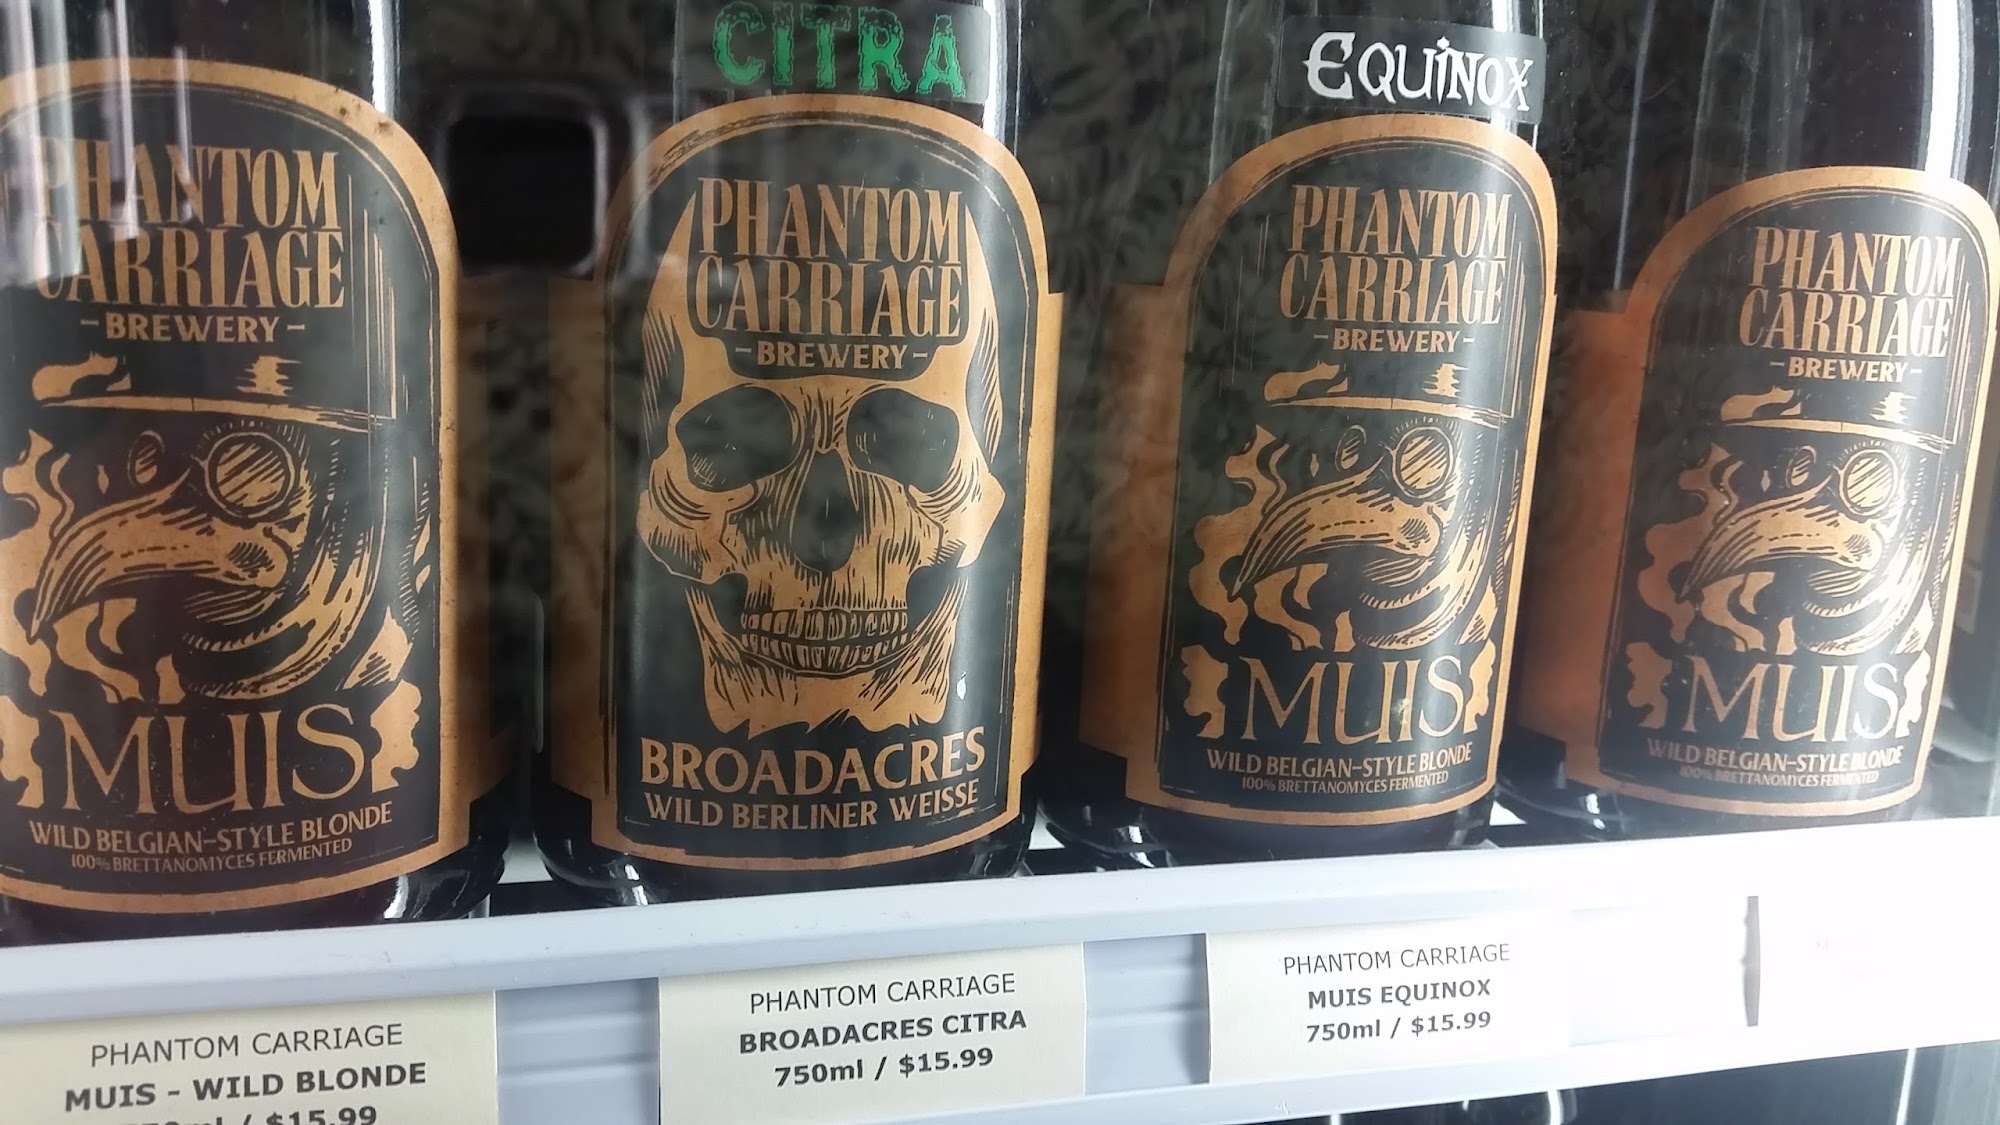 PHANTOM
CARRIAGE
-BREWERY-
MUIS
WILD BELGIAN-STYLE BLONDE
100% BRETTANOMYCES FERMENTED
CITRA
PHANTOM
CARRIAGE
-BREWERY-
BROADACRES
WILD BERLINER WEISSE
EQUINOX
PHANTOM
CARRIAGE
-BREWERY-
MUIS
WILD BELGIAN-STYLE BLONDE
100% BRETTANOMYCES FERMENTED
PHANTOM
CARRIAGE
-BREWERY-
MUIS
WILD BELGIAN-STYLE BLONDE
100% BRETTANOMYCES FERMENTED
PHANTOM CARRIAGE
MUIS - WILD BLONDE
750ml / $15.99
PHANTOM CARRIAGE
BROADACRES CITRA
750ml / $15.99
PHANTOM CARRIAGE
MUIS EQUINOX
750ml / $15.99